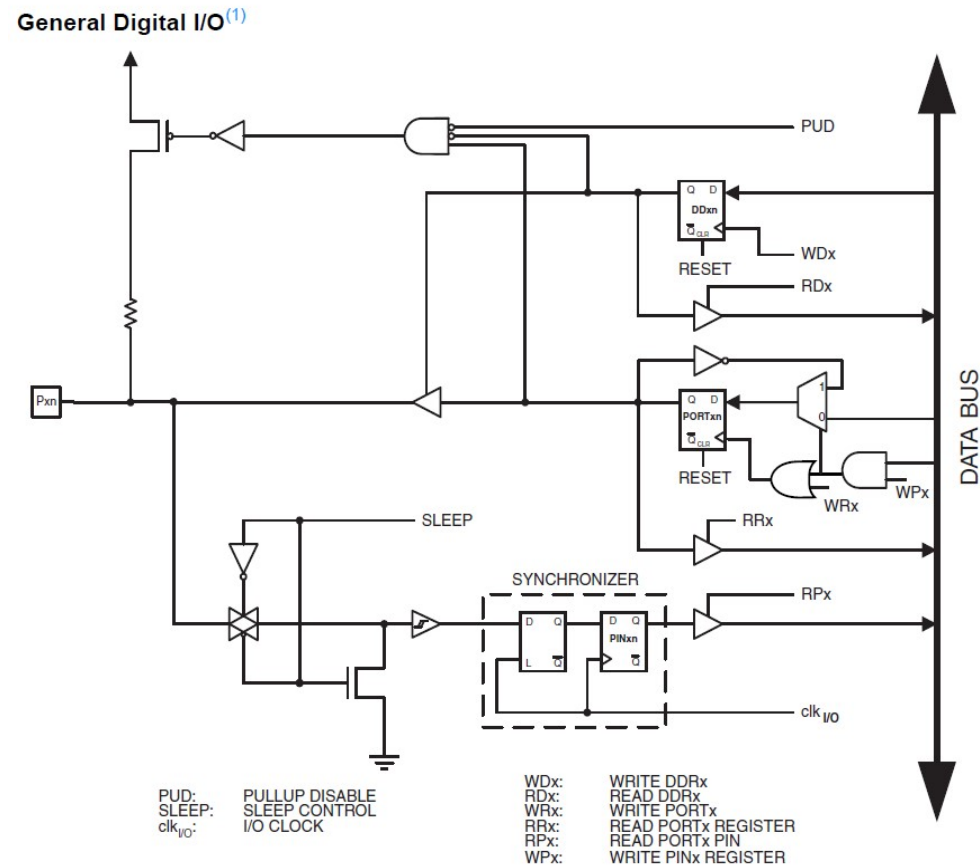 General Digital I/O(1)
PUD
Q D
DDxn
Q CLR
WDx
RESET
RDx
Pxn
1
Q D
PORTxn
0
Q CLR
RESET
WRx
WPx
DATA BUS
SLEEP
RRx
SYNCHRONIZER
RPx
D Q
D Q
PINxn
L Q
Q
clk I/O
PUD: PULLUP DISABLE
SLEEP: SLEEP CONTROL
clk I/O: I/O CLOCK
WDx: WRITE DDRx
RDx: READ DDRx
WRx: WRITE PORTx
RRx: READ PORTx REGISTER
RPx: READ PORTx PIN
WPx: WRITE PINx REGISTER